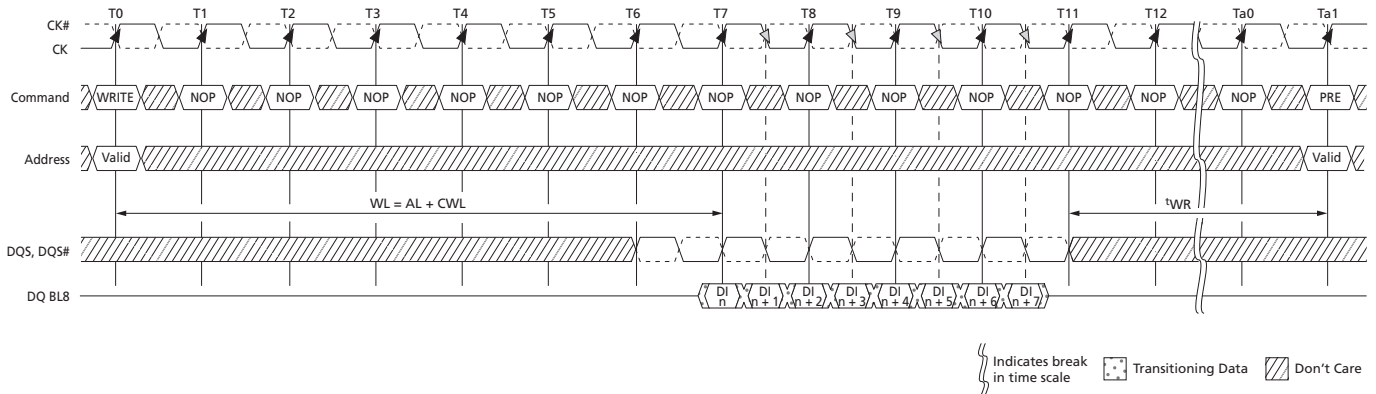 T0 T1 T2 T3 T4 T5 T6 T7 T8 T9 T10 T11 T12 Ta0 Ta1
CK#
CK
Command WRITE NOP NOP NOP NOP NOP NOP NOP NOP NOP NOP NOP NOP NOP PRE
Address Valid Valid
WL = AL + CWL tWR
DQS, DQS#
DQ BL8 DI n DI n + 1 DI n + 2 DI n + 3 DI n + 4 DI n + 5 DI n + 6 DI n + 7
Indicates break
in time scale
Transitioning Data
Don't Care